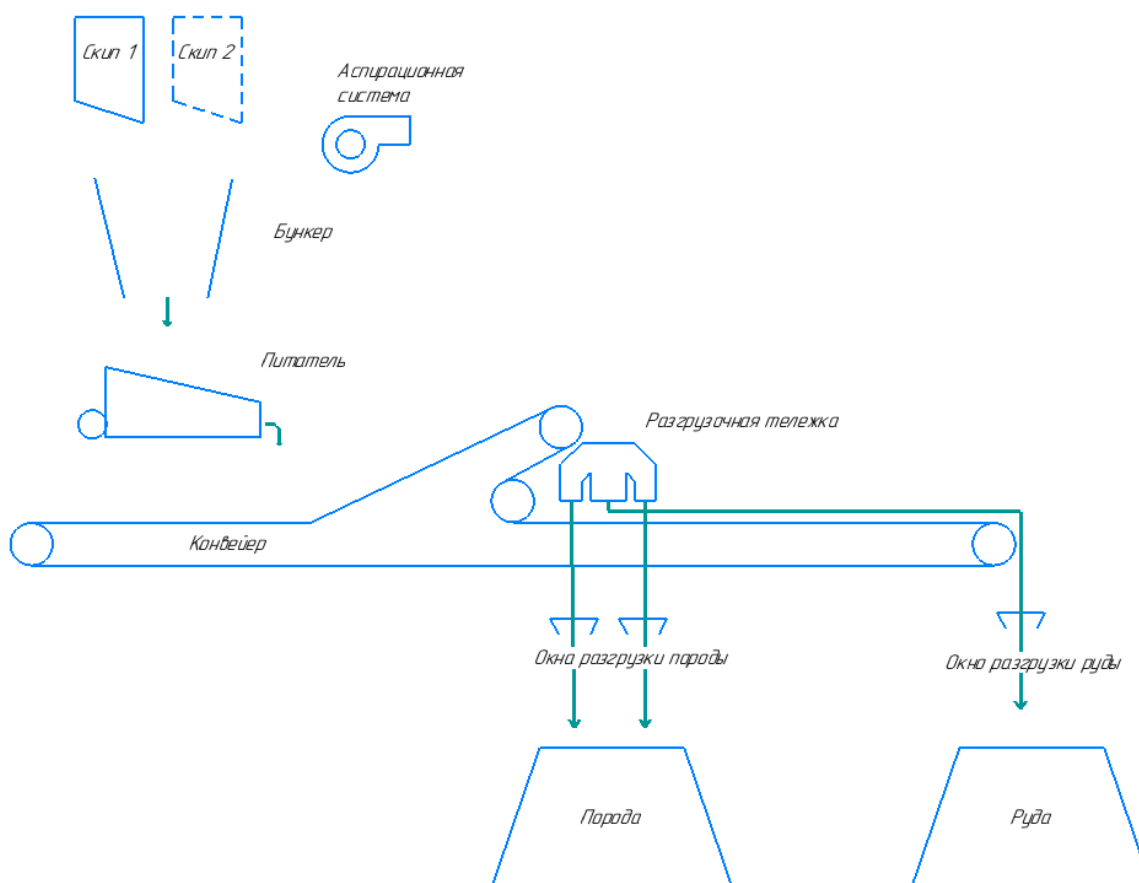 Скип 1
Скип 2
Аспирационная
система
Бункер
Питатель
Разгрузочная тележка
Конвейер
Окна разгрузки породы
Окна разгрузки руды
Порода
Руда